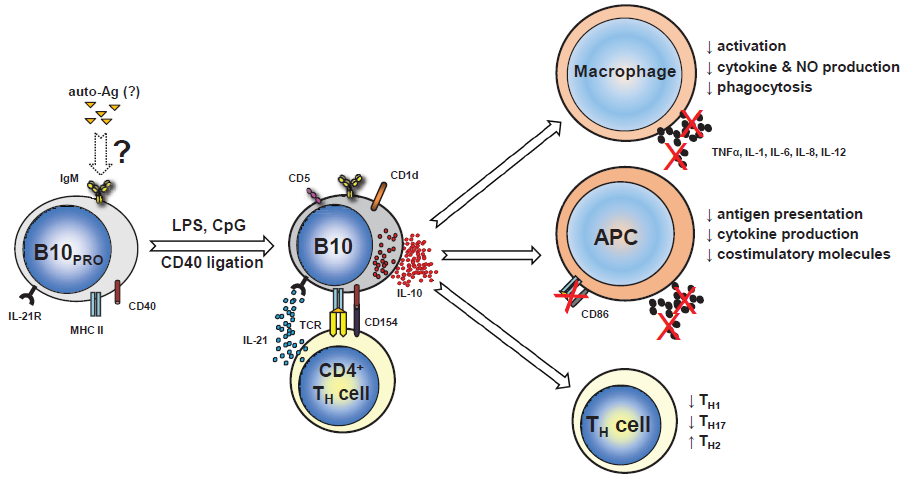 auto-Ag (?)
?
IgM
B10PRO
IL-21R
MHC II
CD40
LPS, CpG
CD40 ligation
CD5
CD1d
B10
IL-10
IL-21
TCR
CD154
CD4+
TH cell
Macrophage
↓ activation
↓ cytokine & NO production
↓ phagocytosis
TNFα, IL-1, IL-6, IL-8, IL-12
APC
↓ antigen presentation
↓ cytokine production
↓ costimulatory molecules
CD86
TH cell
↓ TH1
↓ TH17
↑ TH2